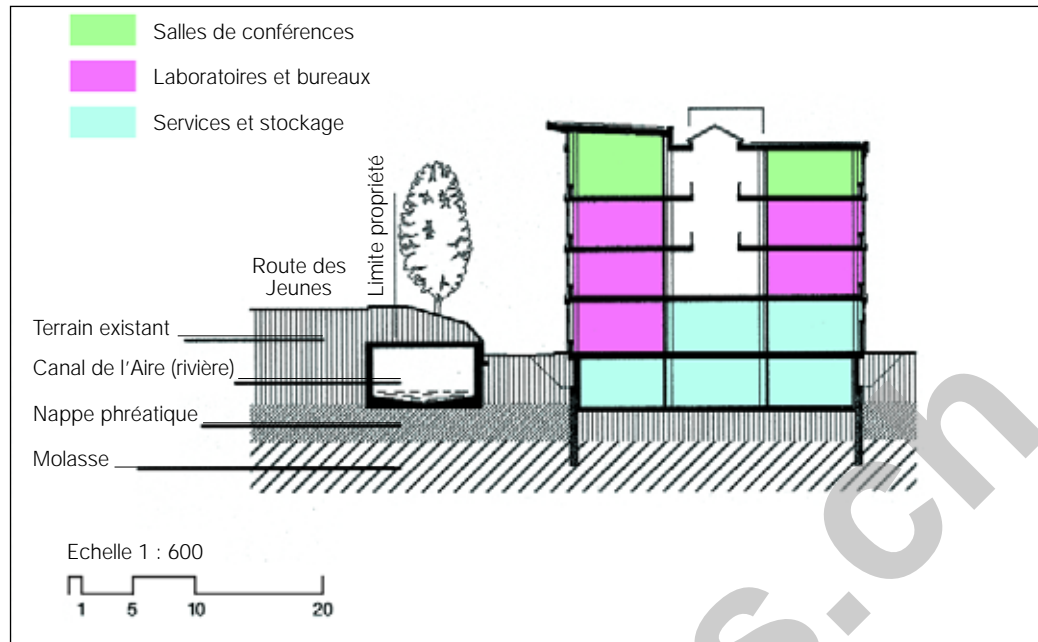 Salles de conférences
Laboratoires et bureaux
Services et stockage
Limite propriété
Route des
Jeunes
Terrain existant
Canal de l'Aire (rivière)
Nappe phréatique
Molasse
Echelle 1 : 600
1 5 10 20
s.cn